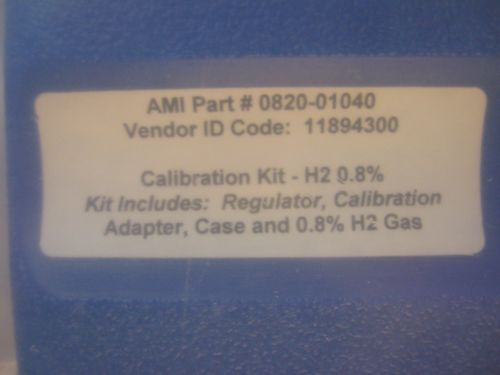 AMI Part # 0820-01040
Vendor ID Code: 11894300
Calibration Kit - H2 0.8%
Kit Includes: Regulator, Calibration
Adapter, Case and 0.8% H2 Gas